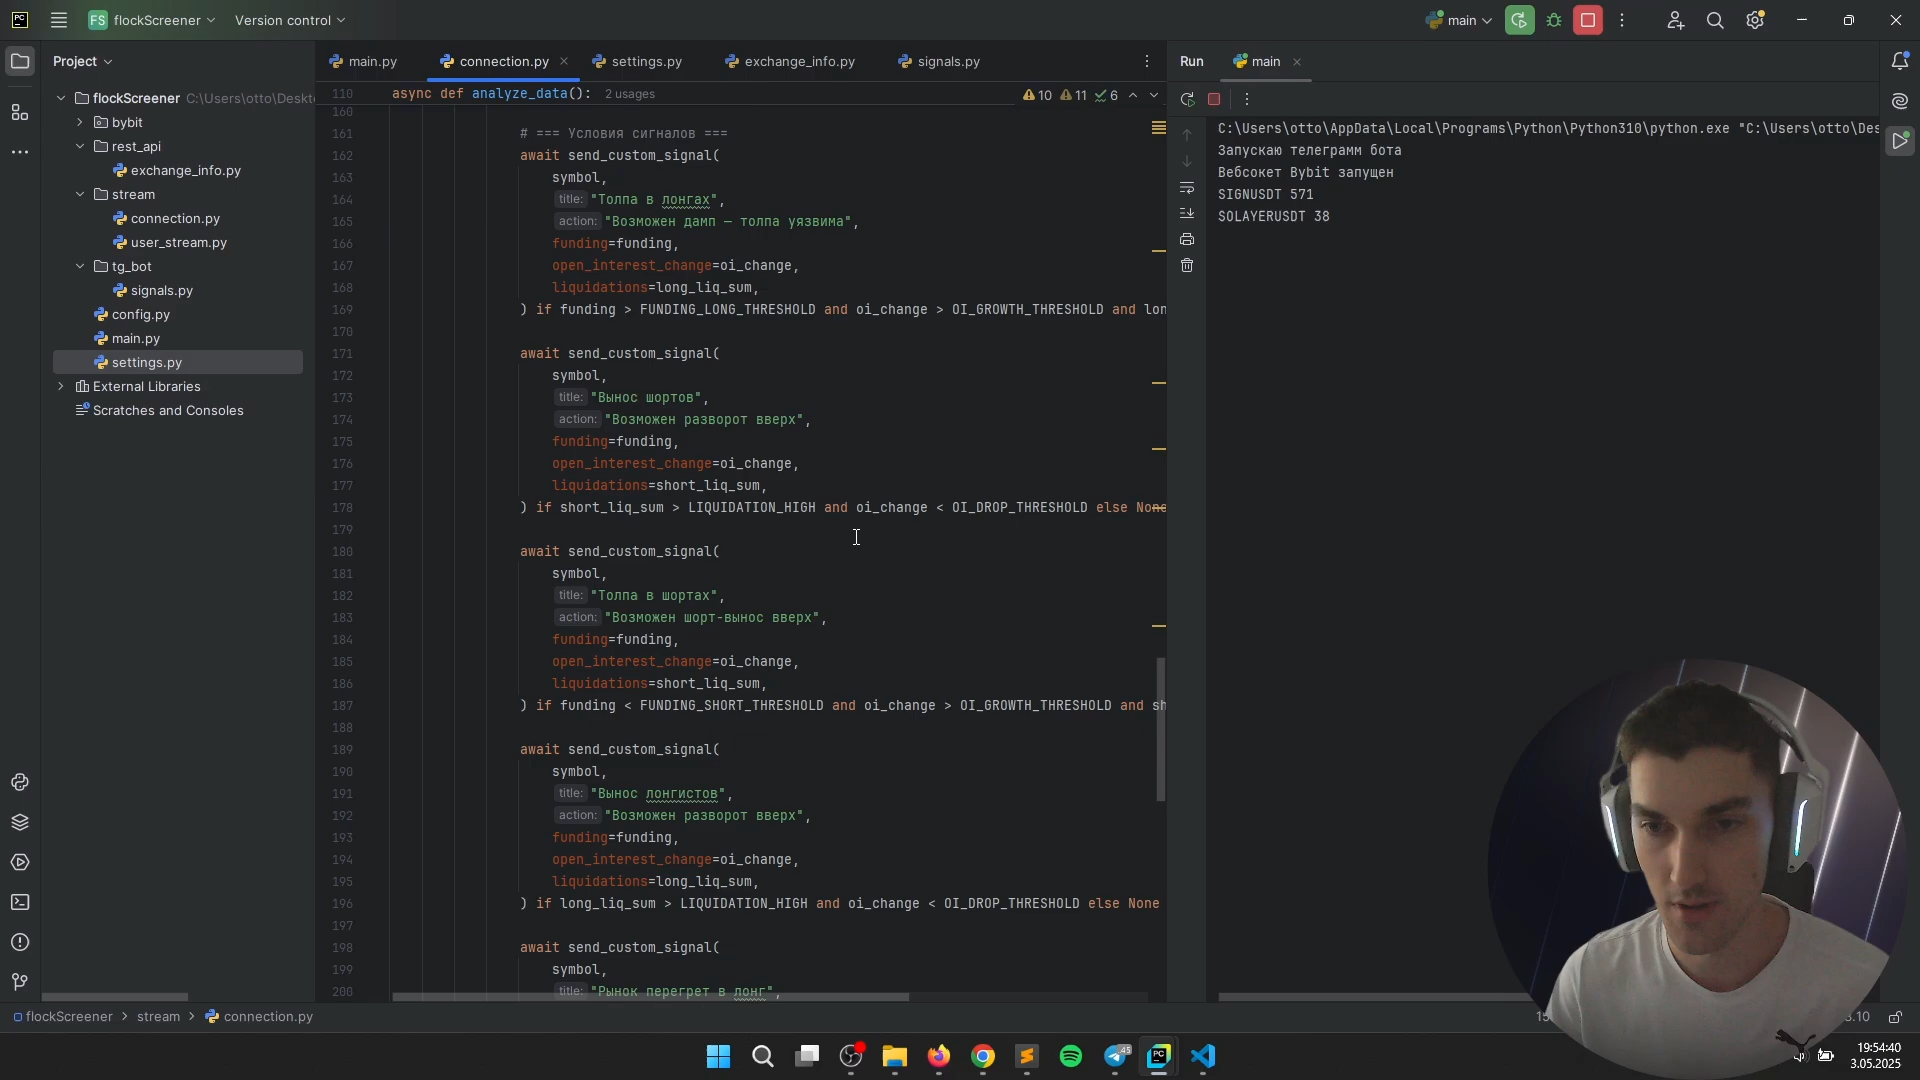 PC
FS
flockScreener
Version control
main
Project
main.py
connection.py
settings.py
exchange_info.py
signals.py
Run
main
flockScreener C:\Users\otto\Deskt
bybit
rest_api
exchange_info.py
stream
connection.py
user_stream.py
tg_bot
signals.py
config.py
main.py
settings.py
External Libraries
Scratches and Consoles
110 async def analyze_data(): 2 usages
10 11 6
160
161 # === Условия сигналов ===
162 await send_custom_signal(
163 symbol,
164 title: "Толпа в лонгах",
165 action: "Возможен дамп — толпа уязвима",
166 funding=funding,
167 open_interest_change=oi_change,
168 liquidations=long_liq_sum,
169 ) if funding > FUNDING_LONG_THRESHOLD and oi_change > OI_GROWTH_THRESHOLD and lon
170
171 await send_custom_signal(
172 symbol,
173 title: "Вынос шортов",
174 action: "Возможен разворот вверх",
175 funding=funding,
176 open_interest_change=oi_change,
177 liquidations=short_liq_sum,
178 ) if short_liq_sum > LIQUIDATION_HIGH and oi_change < OI_DROP_THRESHOLD else None
179
180 await send_custom_signal(
181 symbol,
182 title: "Толпа в шортах",
183 action: "Возможен шорт-вынос вверх",
184 funding=funding,
185 open_interest_change=oi_change,
186 liquidations=short_liq_sum,
187 ) if funding < FUNDING_SHORT_THRESHOLD and oi_change > OI_GROWTH_THRESHOLD and sh
188
189 await send_custom_signal(
190 symbol,
191 title: "Вынос лонгистов",
192 action: "Возможен разворот вверх",
193 funding=funding,
194 open_interest_change=oi_change,
195 liquidations=long_liq_sum,
196 ) if long_liq_sum > LIQUIDATION_HIGH and oi_change < OI_DROP_THRESHOLD else None
197
198 await send_custom_signal(
199 symbol,
200 title: "Рынок перегрет в лонг",
C:\Users\otto\AppData\Local\Programs\Python\Python310\python.exe "C:\Users\otto\Des
Запускаю телеграмм бота
Вебсокет Bybit запущен
SIGNUSDT 571
SOLAYERUSDT 38
flockScreener > stream > connection.py
45
PC
19:54:40
3.05.2025